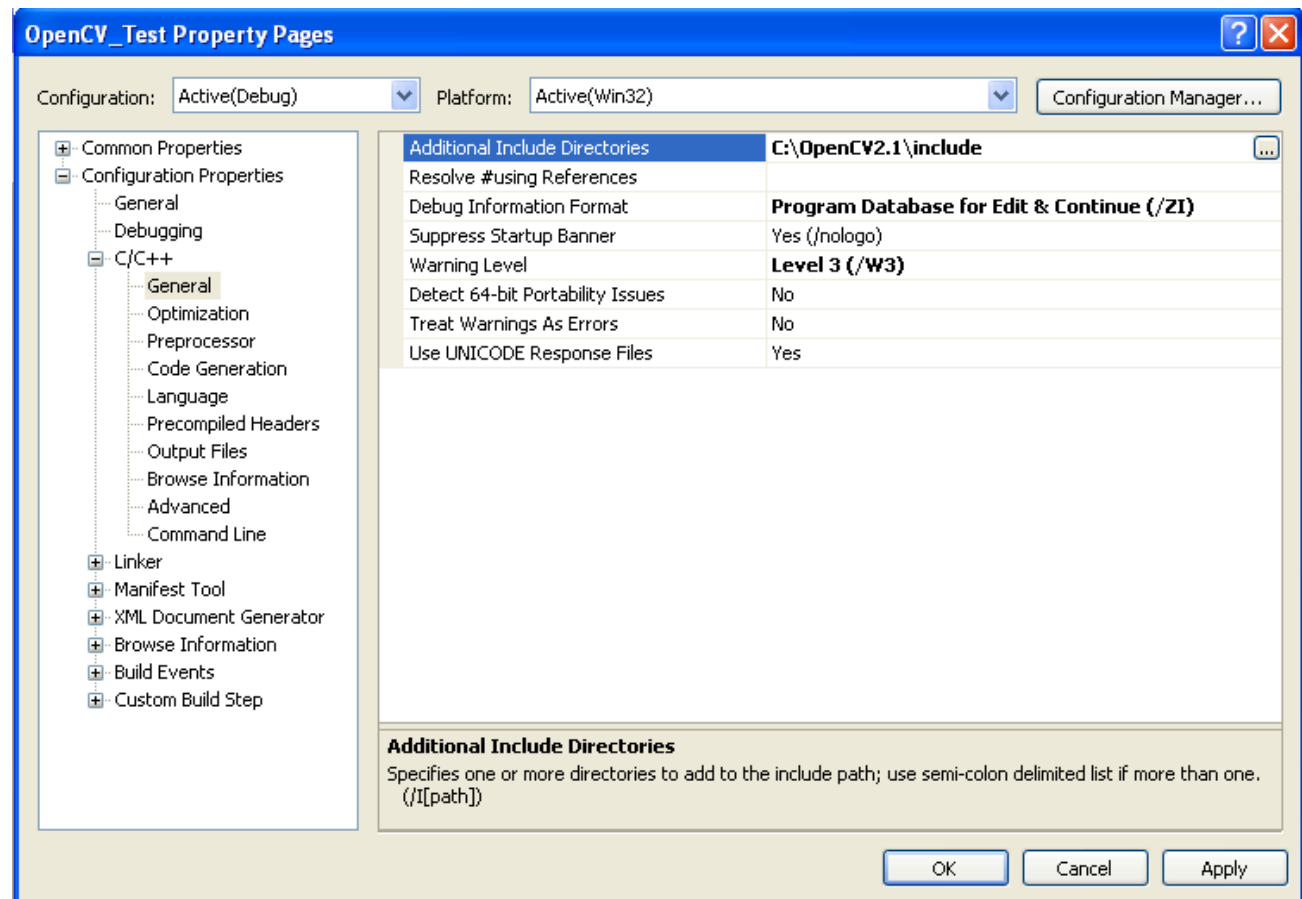 OpenCV_Test Property Pages
Configuration: Active(Debug) Platform: Active(Win32) Configuration Manager...
Common Properties
Configuration Properties
General
Debugging
C/C++
General
Optimization
Preprocessor
Code Generation
Language
Precompiled Headers
Output Files
Browse Information
Advanced
Command Line
Linker
Manifest Tool
XML Document Generator
Browse Information
Build Events
Custom Build Step
Additional Include Directories C:\OpenCV2.1\include ...
Resolve #using References
Debug Information Format Program Database for Edit & Continue (/ZI)
Suppress Startup Banner Yes (/nologo)
Warning Level Level 3 (/W3)
Detect 64-bit Portability Issues No
Treat Warnings As Errors No
Use UNICODE Response Files Yes
Additional Include Directories
Specifies one or more directories to add to the include path; use semi-colon delimited list if more than one.
(/I[path])
OK Cancel Apply